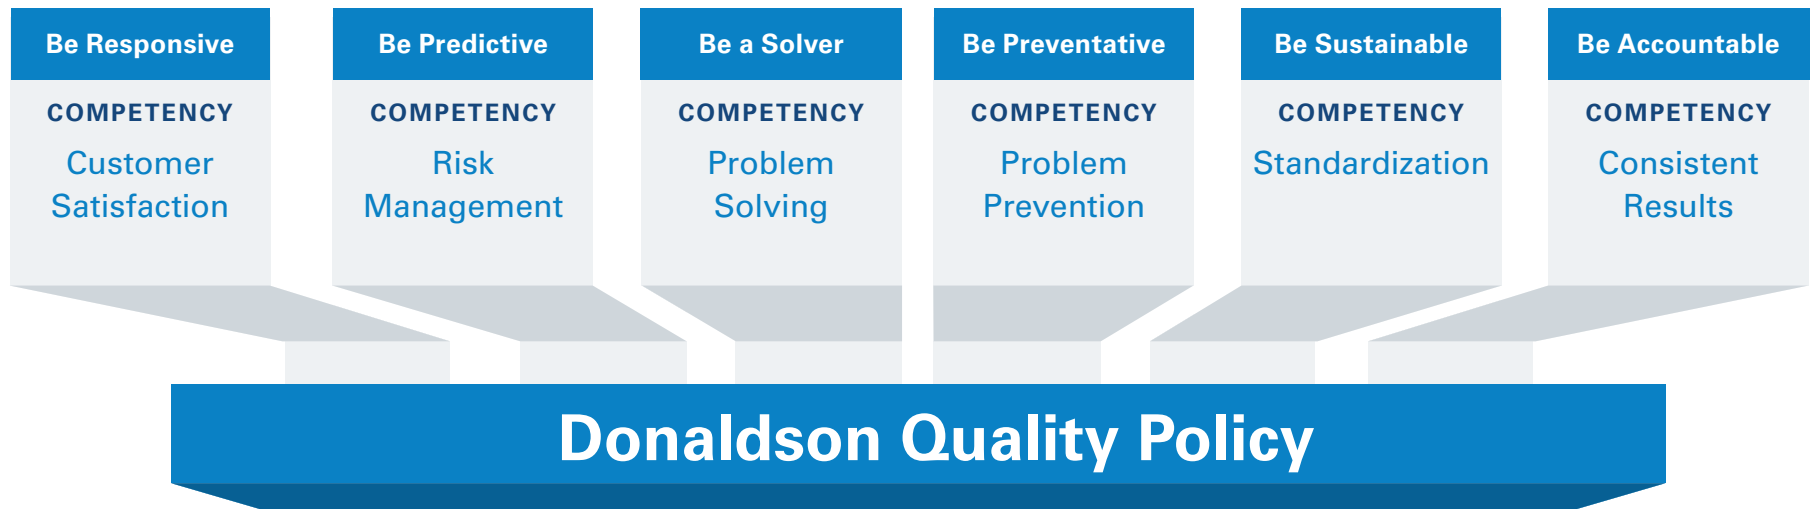 Be Responsive
COMPETENCY
Customer
Satisfaction
Be Predictive
COMPETENCY
Risk
Management
Be a Solver
COMPETENCY
Problem
Solving
Be Preventative
COMPETENCY
Problem
Prevention
Be Sustainable
COMPETENCY
Standardization
Be Accountable
COMPETENCY
Consistent
Results
Donaldson Quality Policy